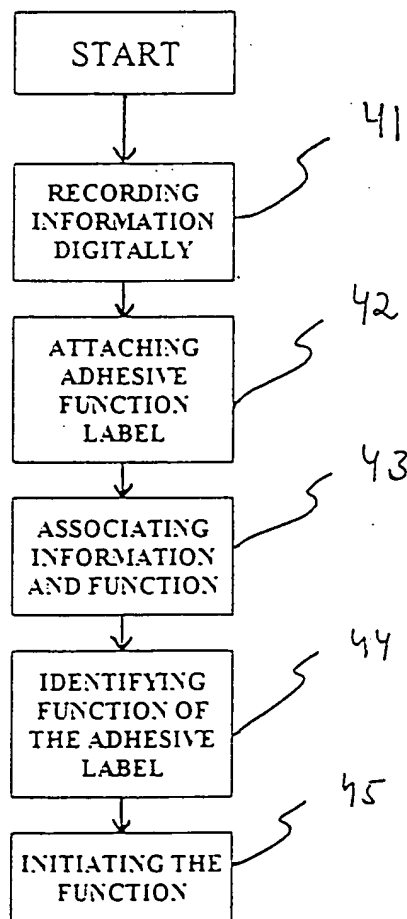 START
41
RECORDING
INFORMATION
DIGITALLY
42
ATTACHING
ADHESIVE
FUNCTION
LABEL
43
ASSOCIATING
INFORMATION
AND FUNCTION
44
IDENTIFYING
FUNCTION OF
THE ADHESIVE
LABEL
45
INITIATING THE
FUNCTION